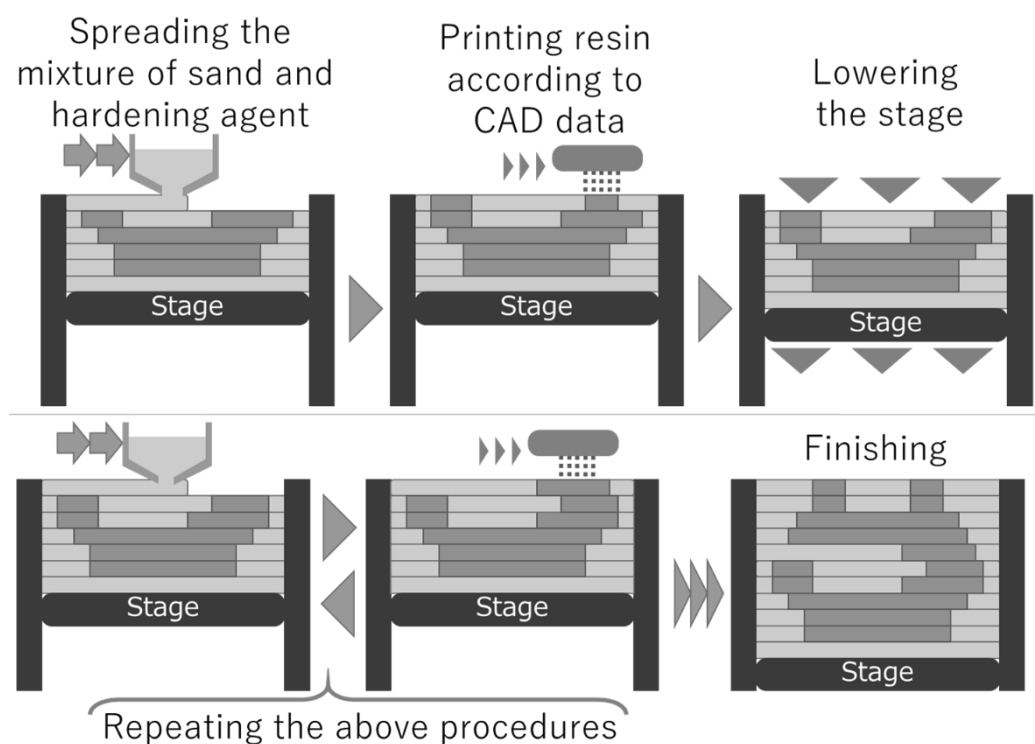 Spreading the
mixture of sand and
hardening agent
Printing resin
according to
CAD data
Lowering
the stage
Stage
Stage
Stage
Finishing
Stage
Stage
Stage
Repeating the above procedures